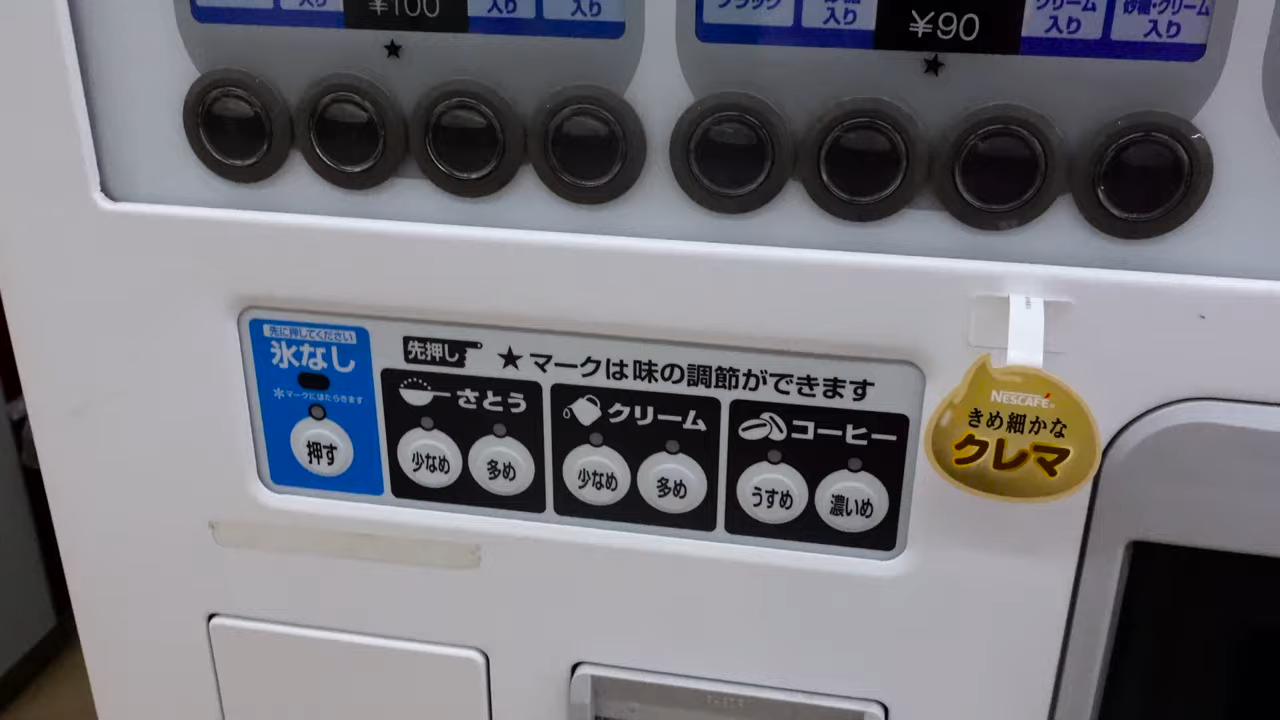 入り
¥100
入り
入り
ブラック
入り
¥90
クリーム
入り
砂糖・クリーム
入り
★
★
先に押してください
氷なし
*マークにはたらきます
押す
先押し
★マークは味の調節ができます
さとう
少なめ
多め
クリーム
少なめ
多め
コーヒー
うすめ
濃いめ
NESCAFÉ
きめ細かな
クレマ